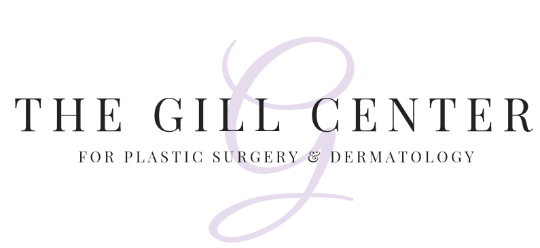 G
THE GILL CENTER
FOR PLASTIC SURGERY & DERMATOLOGY